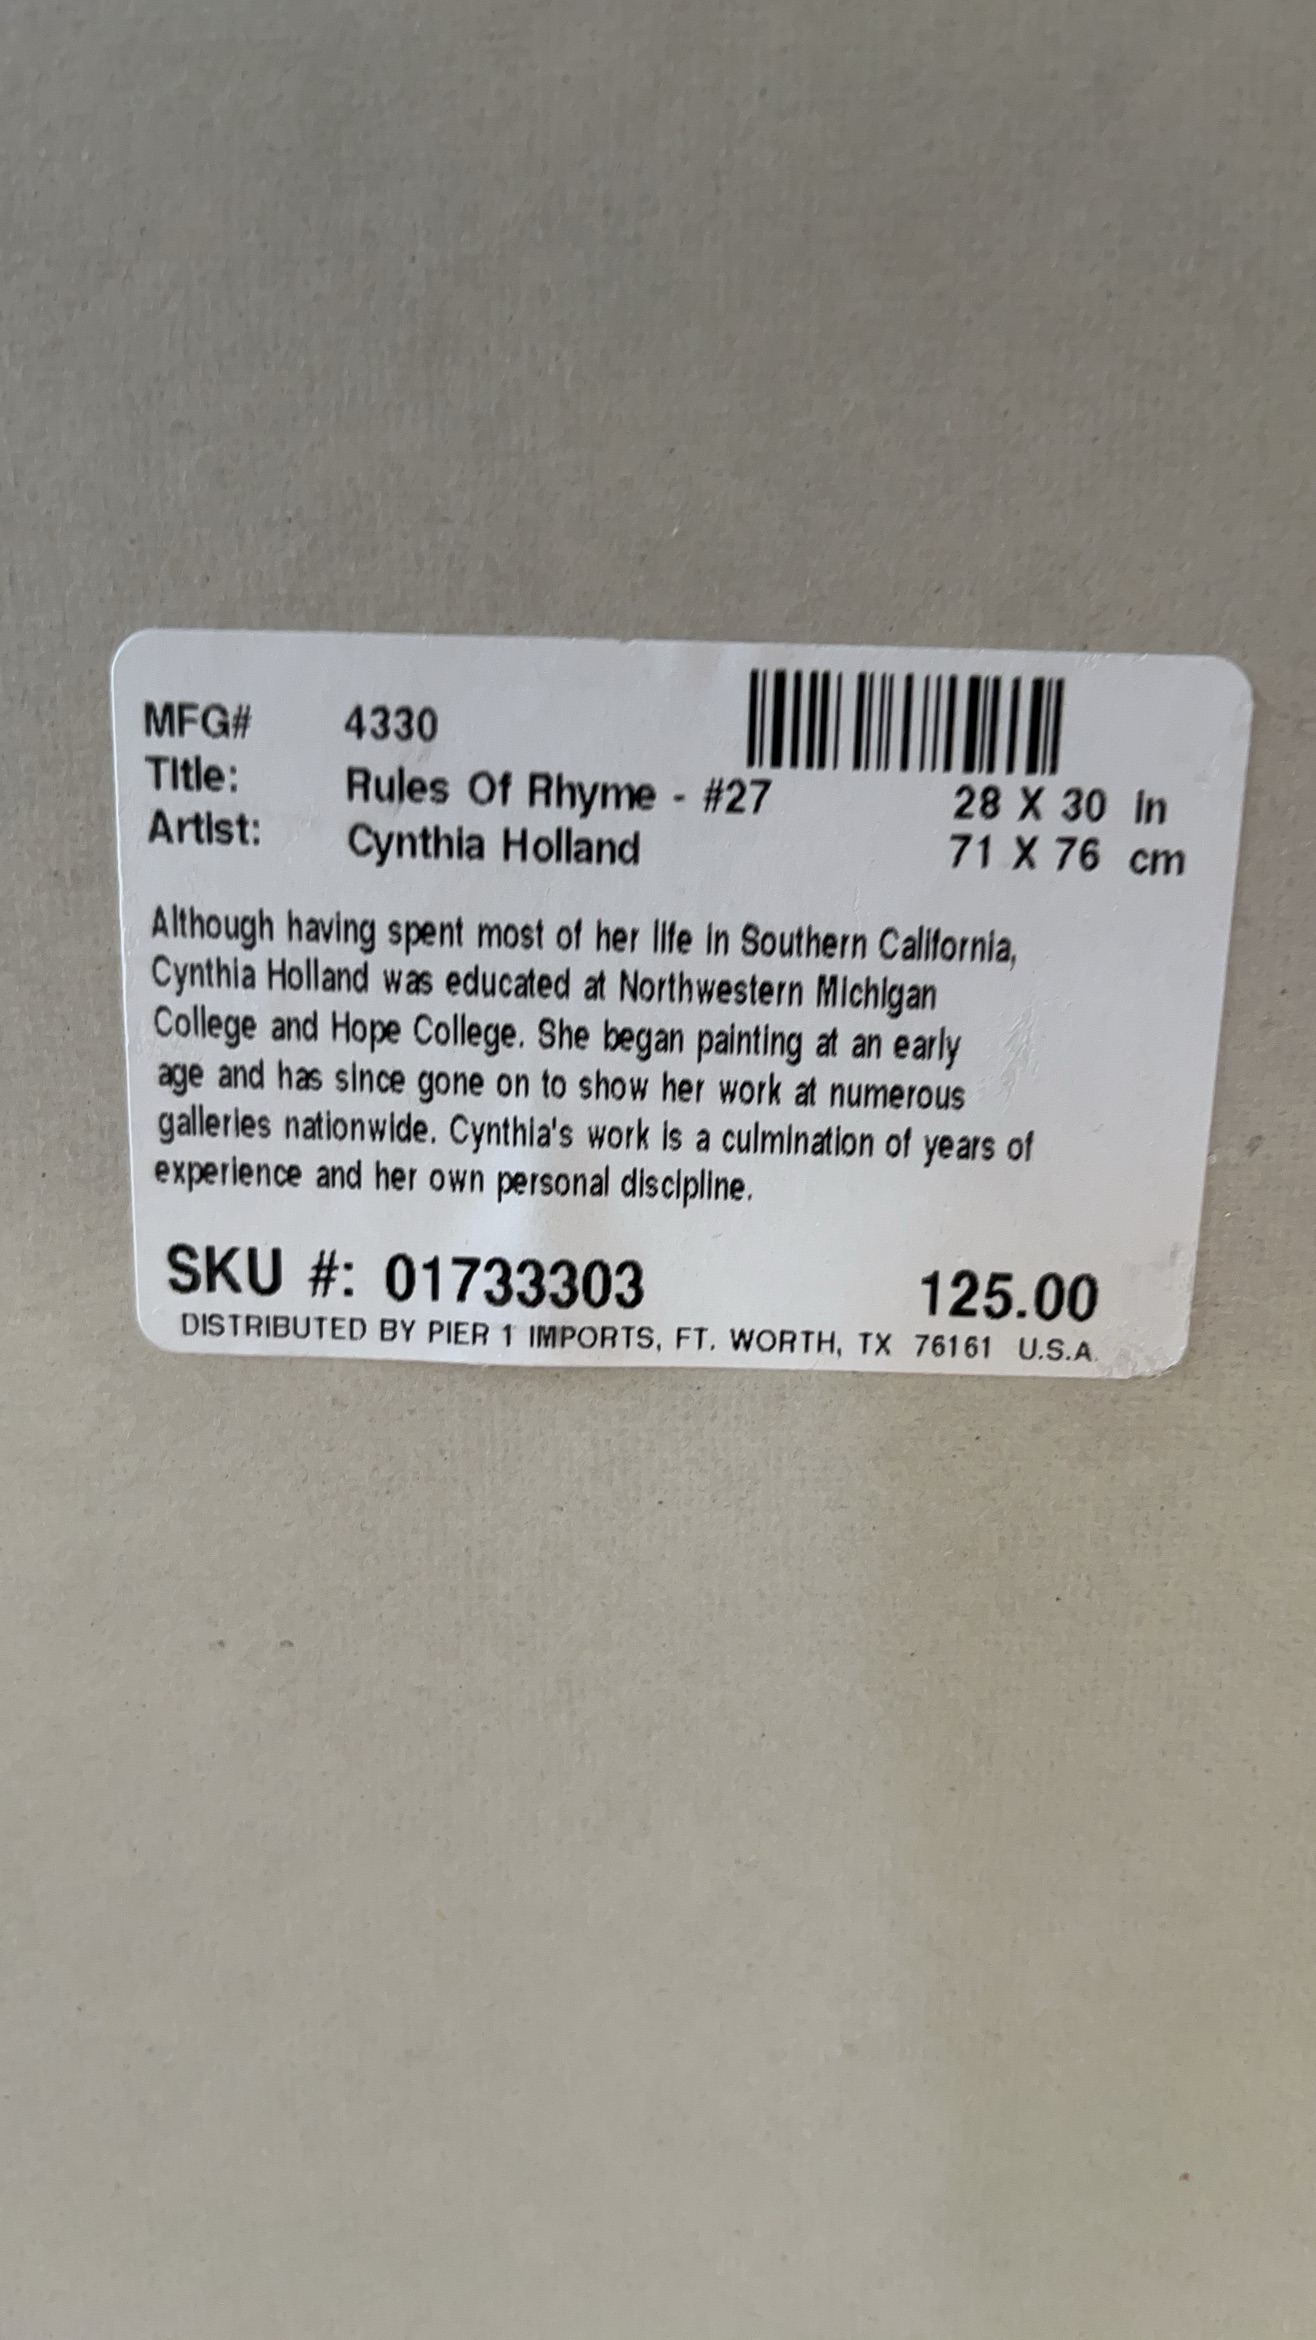 MFG# 4330
Title: Rules Of Rhyme - #27 28 X 30 in
Artist: Cynthia Holland 71 X 76 cm
Although having spent most of her life in Southern California,
Cynthia Holland was educated at Northwestern Michigan
College and Hope College. She began painting at an early
age and has since gone on to show her work at numerous
galleries nationwide. Cynthia's work is a culmination of years of
experience and her own personal discipline.
SKU #: 01733303 125.00
DISTRIBUTED BY PIER 1 IMPORTS, FT. WORTH, TX 76161 U.S.A.